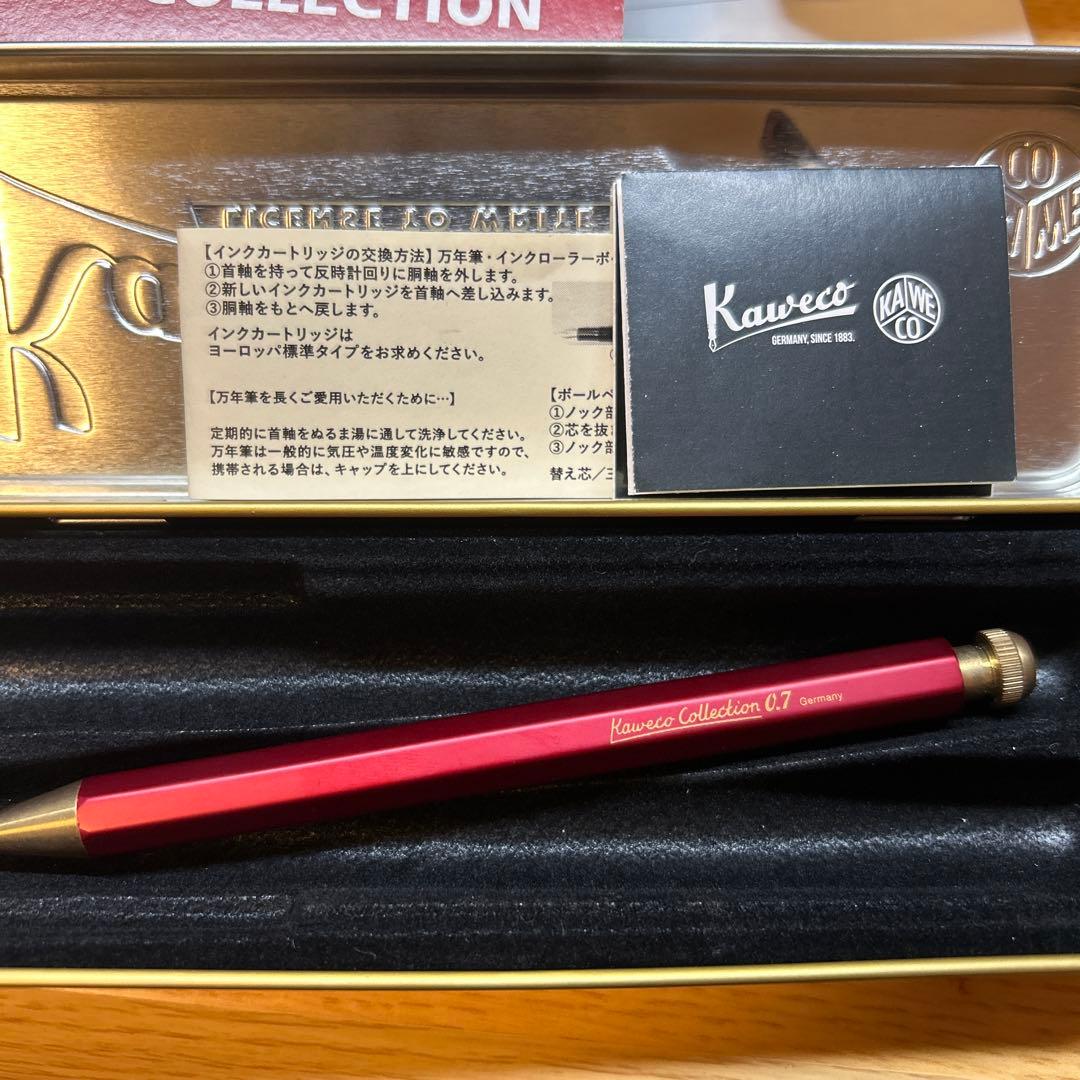 COLLECTION
LICENSE TO WRITE
【インクカートリッジの交換方法】万年筆・インクローラーボ
①首軸を持って反時計回りに胴軸を外します。
②新しいインクカートリッジを首軸へ差し込みます。
③胴軸をもとへ戻します。
インクカートリッジは
ヨーロッパ標準タイプをお求めください。
【万年筆を長くご愛用いただくために…】
定期的に首軸をぬるま湯に通して洗浄してください。
万年筆は一般的に気圧や温度変化に敏感ですので、
携帯される場合は、キャップを上にしてください。
【ボールペ
①ノック部
②芯を抜
③ノック部
替え芯/三
Kaweco
GERMANY, SINCE 1883.
KA WE
CO
CO
Ka
Kaweco Collection 0.7 Germany